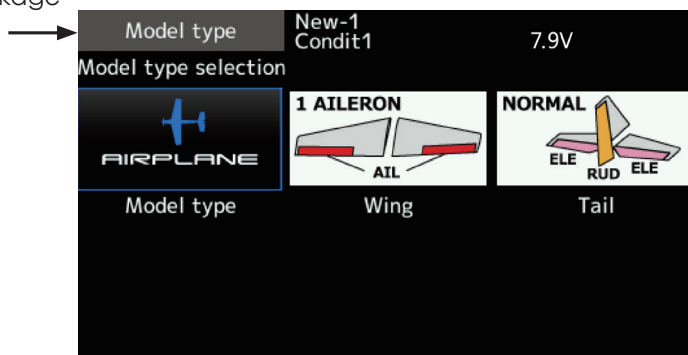 Model type
New-1
Condit1
7.9V
Model type selection
AIRPLANE
1 AILERON
AIL
NORMAL
ELE
RUD
ELE
Model type
Wing
Tail